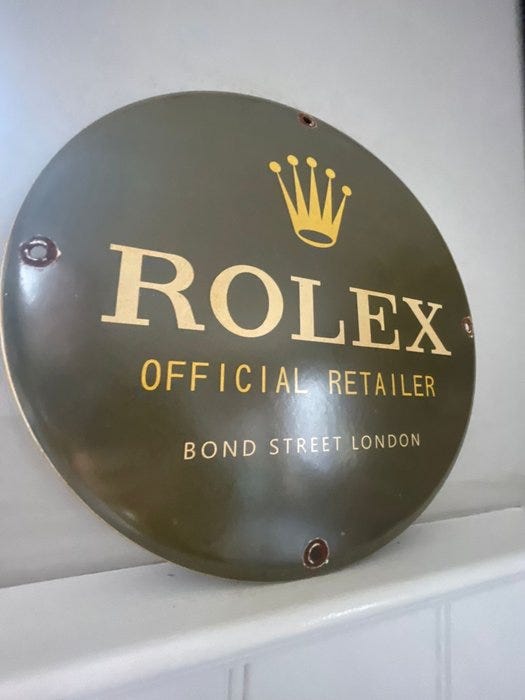 ROLEX
OFFICIAL RETAILER
BOND STREET LONDON